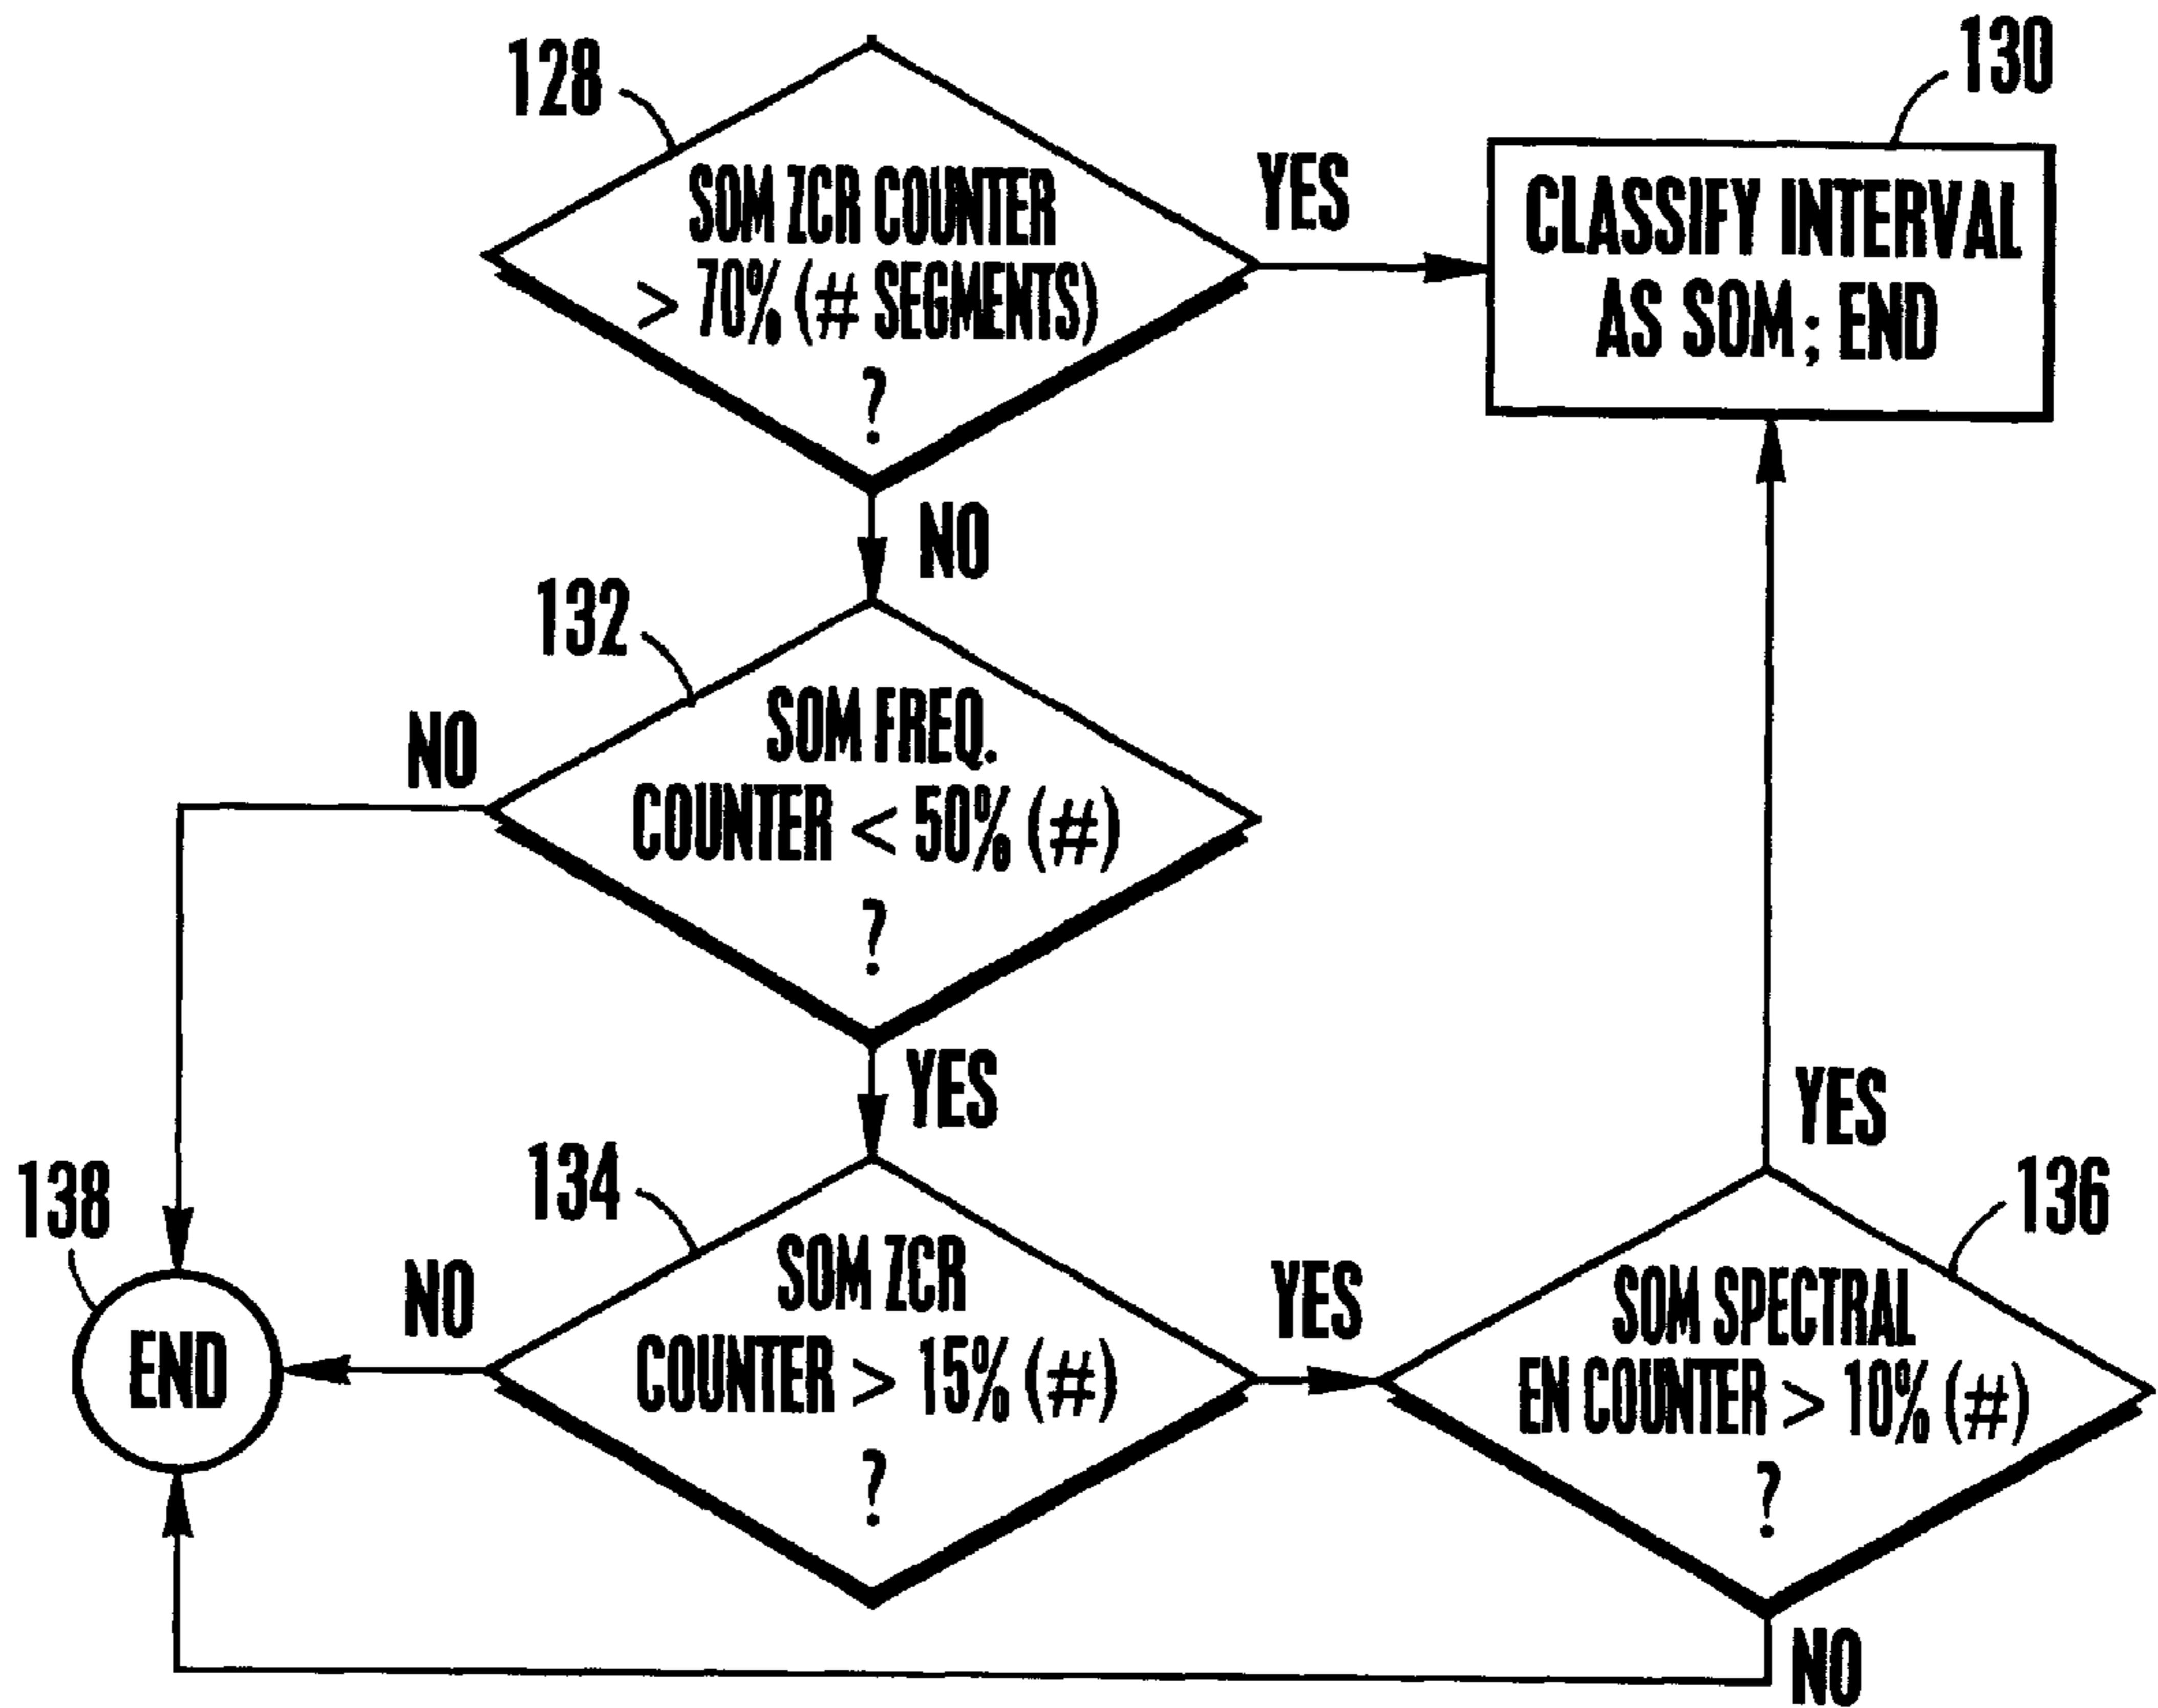 128
SOM ZCR COUNTER
> 70% (# SEGMENTS)
?
YES
130
CLASSIFY INTERVAL
AS SOM; END
NO
132
SOM FREQ.
COUNTER < 50% (#)
?
NO
YES
134
SOM ZCR
COUNTER > 15% (#)
?
NO
138
END
YES
136
SOM SPECTRAL
EN COUNTER > 10% (#)
?
YES
NO